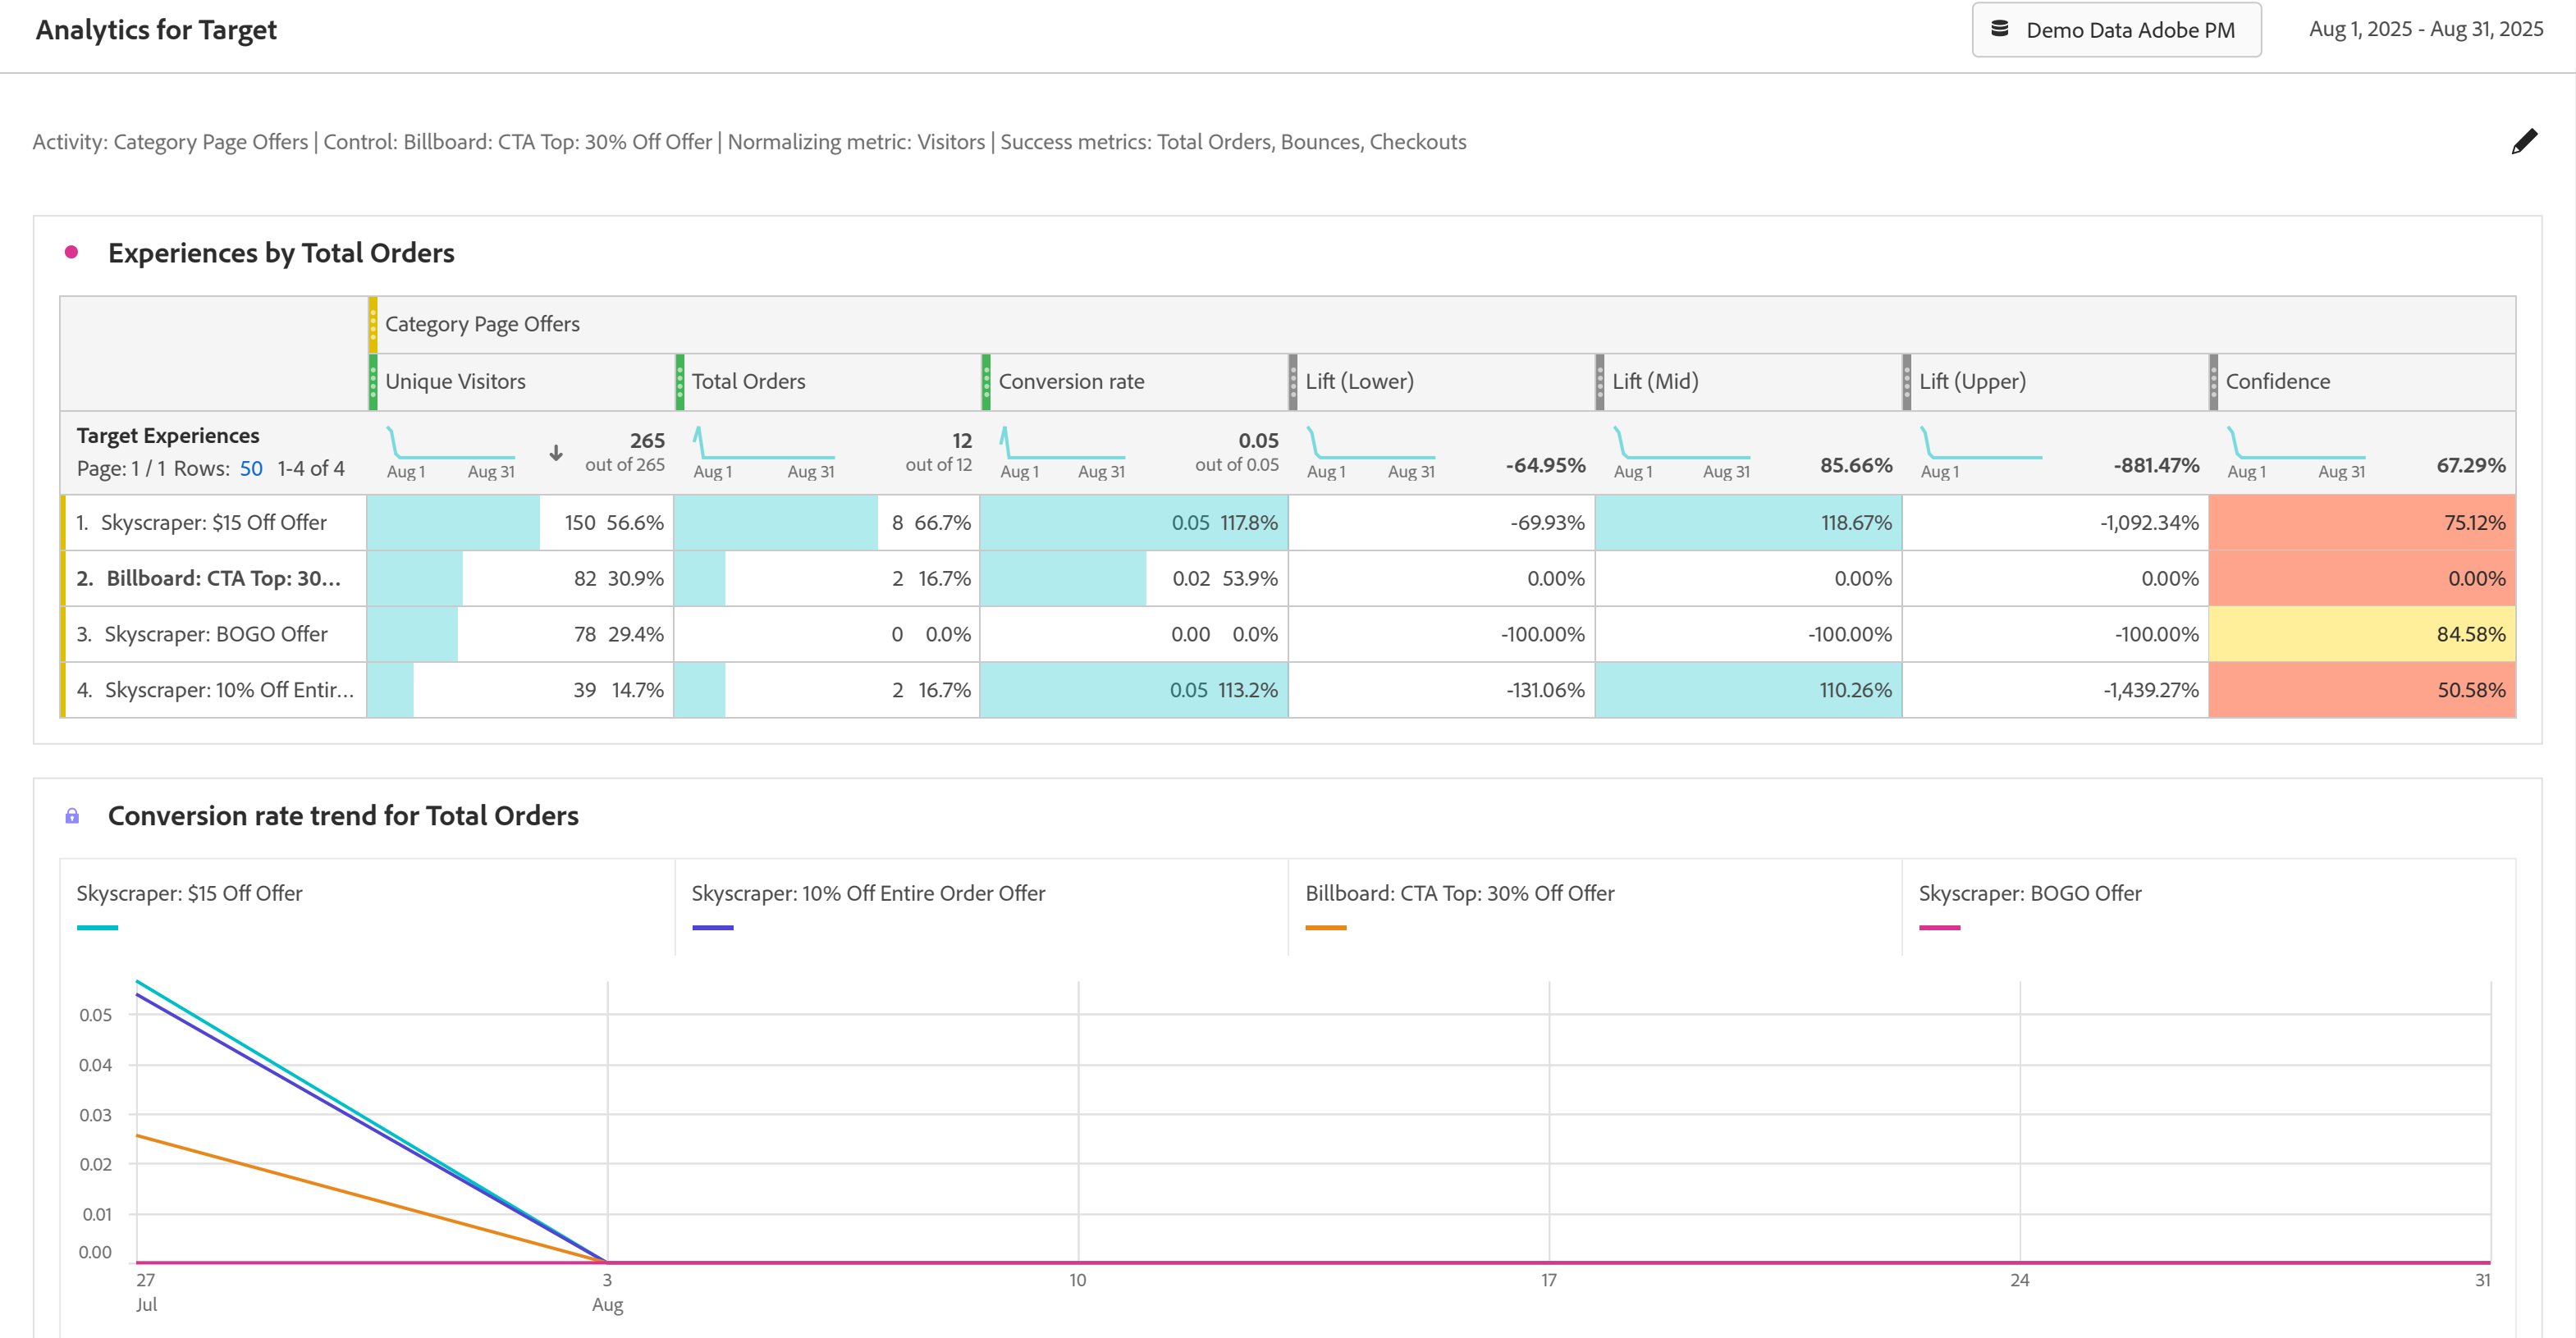 Analytics for Target
Demo Data Adobe PM
Aug 1, 2025 - Aug 31, 2025
Activity: Category Page Offers | Control: Billboard: CTA Top: 30% Off Offer | Normalizing metric: Visitors | Success metrics: Total Orders, Bounces, Checkouts
Experiences by Total Orders
Category Page Offers
Unique Visitors Total Orders Conversion rate Lift (Lower) Lift (Mid) Lift (Upper) Confidence
Target Experiences
Page: 1 / 1 Rows: 50 1-4 of 4
Aug 1 Aug 31 265 out of 265
Aug 1 Aug 31 12 out of 12
Aug 1 Aug 31 0.05 out of 0.05
Aug 1 Aug 31 -64.95%
Aug 1 Aug 31 85.66%
Aug 1 -881.47%
Aug 1 Aug 31 67.29%
1. Skyscraper: $15 Off Offer 150 56.6% 8 66.7% 0.05 117.8% -69.93% 118.67% -1,092.34% 75.12%
2. Billboard: CTA Top: 30... 82 30.9% 2 16.7% 0.02 53.9% 0.00% 0.00% 0.00% 0.00%
3. Skyscraper: BOGO Offer 78 29.4% 0 0.0% 0.00 0.0% -100.00% -100.00% -100.00% 84.58%
4. Skyscraper: 10% Off Entir... 39 14.7% 2 16.7% 0.05 113.2% -131.06% 110.26% -1,439.27% 50.58%
Conversion rate trend for Total Orders
Skyscraper: $15 Off Offer
Skyscraper: 10% Off Entire Order Offer
Billboard: CTA Top: 30% Off Offer
Skyscraper: BOGO Offer
0.05
0.04
0.03
0.02
0.01
0.00
27 3 10 17 24 31
Jul Aug